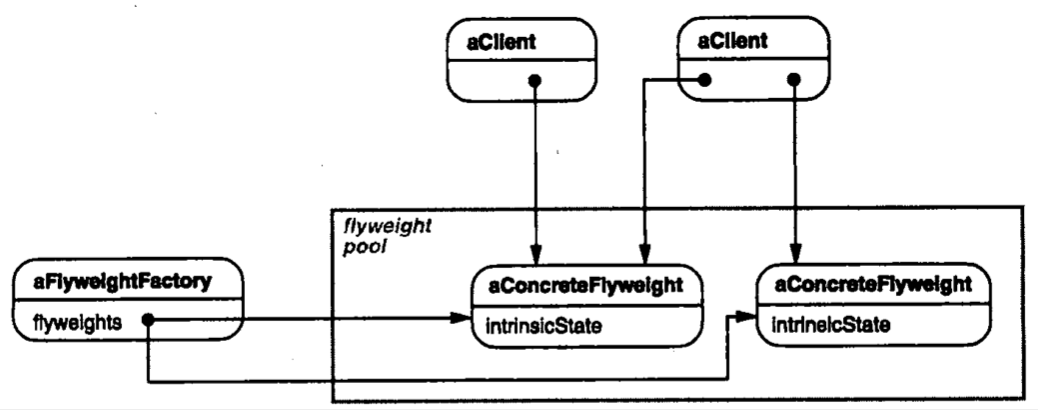 aClient
aClient
flyweight
pool
aFlyweightFactory
flyweights
aConcreteFlyweight
intrinsicState
aConcreteFlyweight
intrinsicState